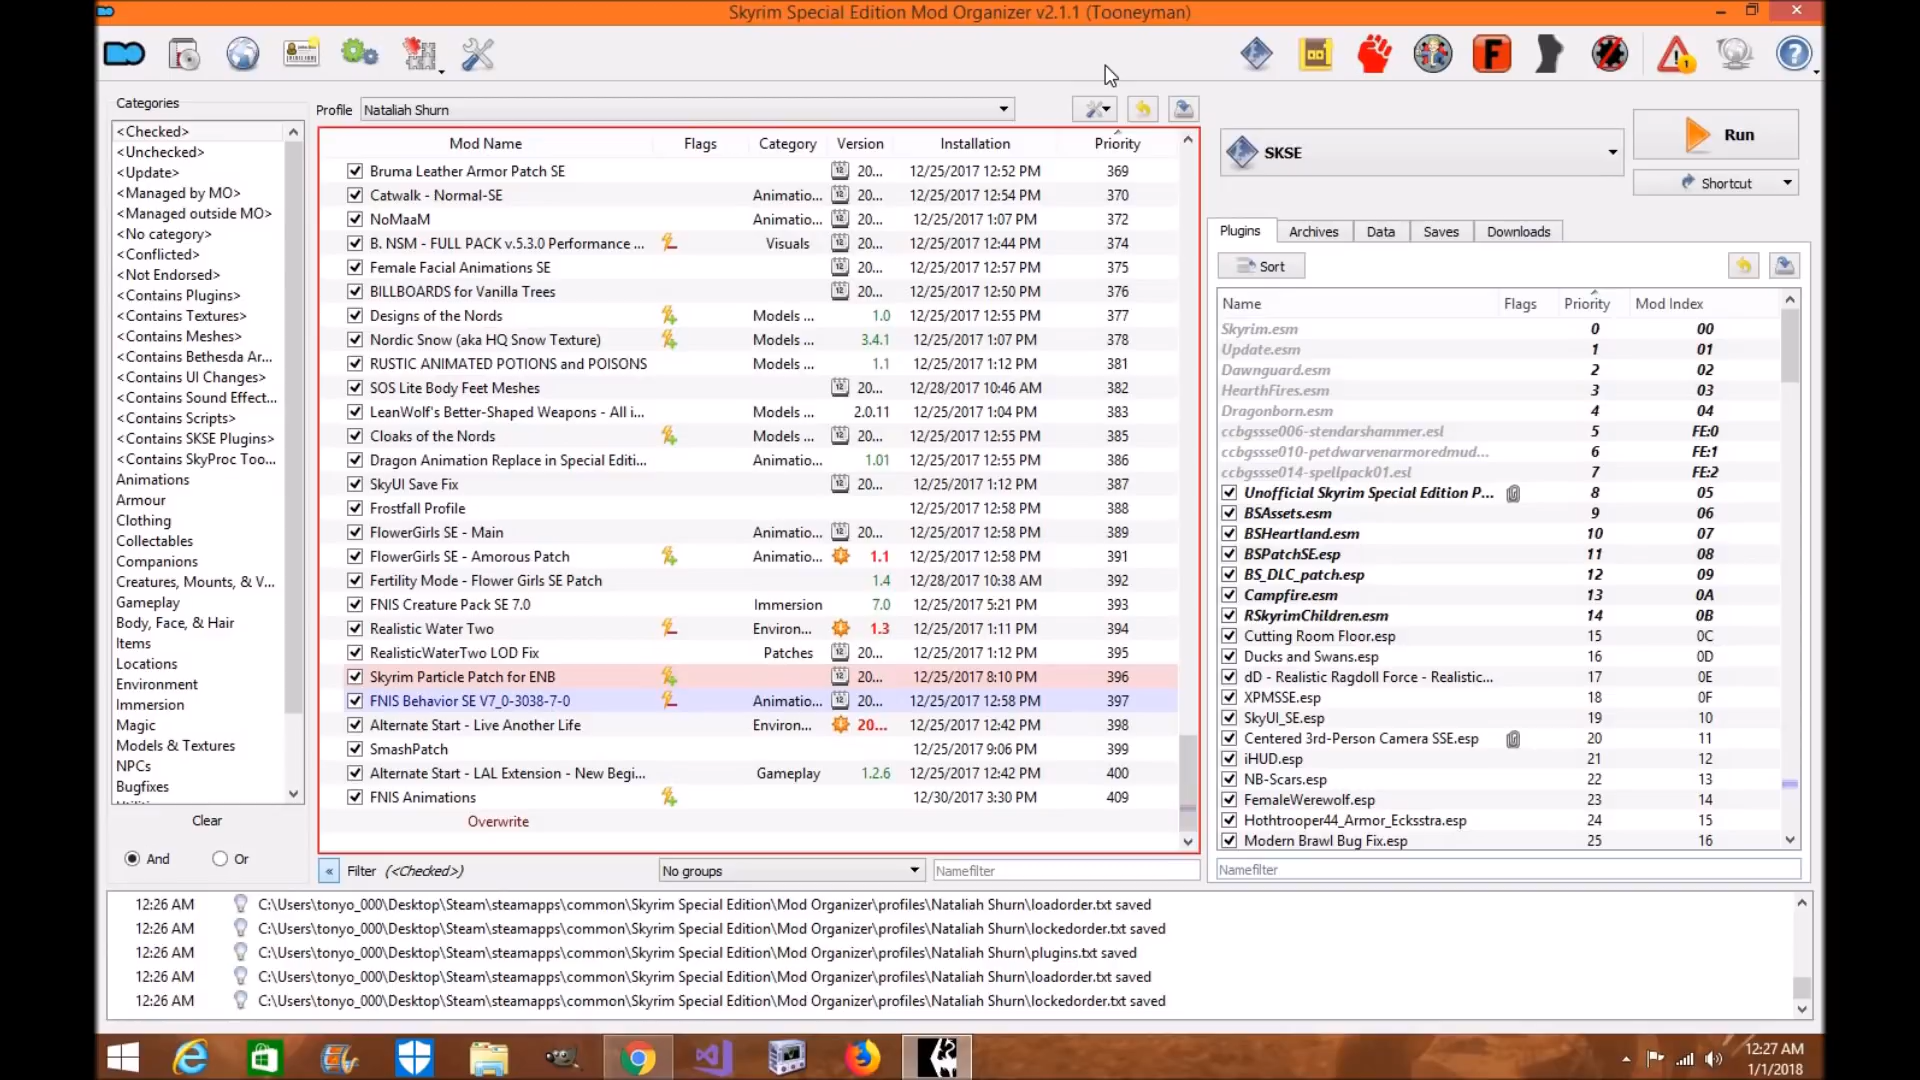 Skyrim Special Edition Mod Organizer v2.1.1 (Tooneyman)
Categories
<Checked>
<Unchecked>
<Update>
<Managed by MO>
<Managed outside MO>
<No category>
<Conflicted>
<Not Endorsed>
<Contains Plugins>
<Contains Textures>
<Contains Meshes>
<Contains Bethesda Ar...
<Contains UI Changes>
<Contains Sound Effect...
<Contains Scripts>
<Contains SKSE Plugins>
<Contains SkyProc Too...
Animations
Armour
Clothing
Collectables
Companions
Creatures, Mounts, & V...
Gameplay
Body, Face, & Hair
Items
Locations
Environment
Immersion
Magic
Models & Textures
NPCs
Bugfixes
Clear
And Or
Profile Nataliah Shurn
Mod Name Flags Category Version Installation Priority
Bruma Leather Armor Patch SE 20... 12/25/2017 12:52 PM 369
Catwalk - Normal-SE Animatio... 20... 12/25/2017 12:54 PM 370
NoMaaM Animatio... 20... 12/25/2017 1:07 PM 372
B. NSM - FULL PACK v.5.3.0 Performance ... Visuals 20... 12/25/2017 12:44 PM 374
Female Facial Animations SE 20... 12/25/2017 12:57 PM 375
BILLBOARDS for Vanilla Trees 20... 12/25/2017 12:50 PM 376
Designs of the Nords Models ... 1.0 12/25/2017 12:55 PM 377
Nordic Snow (aka HQ Snow Texture) Models ... 3.4.1 12/25/2017 1:07 PM 378
RUSTIC ANIMATED POTIONS and POISONS Models ... 1.1 12/25/2017 1:12 PM 381
SOS Lite Body Feet Meshes 20... 12/28/2017 10:46 AM 382
LeanWolf's Better-Shaped Weapons - All i... Models ... 2.0.11 12/25/2017 1:04 PM 383
Cloaks of the Nords Models ... 20... 12/25/2017 12:55 PM 385
Dragon Animation Replace in Special Editi... Animatio... 1.01 12/25/2017 12:55 PM 386
SkyUI Save Fix 20... 12/25/2017 1:12 PM 387
Frostfall Profile 12/25/2017 12:58 PM 388
FlowerGirls SE - Main Animatio... 20... 12/25/2017 12:58 PM 389
FlowerGirls SE - Amorous Patch Animatio... 1.1 12/25/2017 12:58 PM 391
Fertility Mode - Flower Girls SE Patch 1.4 12/28/2017 10:38 AM 392
FNIS Creature Pack SE 7.0 Immersion 7.0 12/25/2017 5:21 PM 393
Realistic Water Two Environ... 1.3 12/25/2017 1:11 PM 394
RealisticWaterTwo LOD Fix Patches 20... 12/25/2017 1:12 PM 395
Skyrim Particle Patch for ENB 20... 12/25/2017 8:10 PM 396
FNIS Behavior SE V7_0-3038-7-0 Animatio... 20... 12/25/2017 12:58 PM 397
Alternate Start - Live Another Life Environ... 20... 12/25/2017 12:42 PM 398
SmashPatch 12/25/2017 9:06 PM 399
Alternate Start - LAL Extension - New Begi... Gameplay 1.2.6 12/25/2017 12:42 PM 400
FNIS Animations 12/30/2017 3:30 PM 409
Overwrite
« Filter (<Checked>) No groups Namefilter
SKSE
Run
Shortcut
Plugins Archives Data Saves Downloads
Sort
Name Flags Priority Mod Index
Skyrim.esm 0 00
Update.esm 1 01
Dawnguard.esm 2 02
HearthFires.esm 3 03
Dragonborn.esm 4 04
ccbgssse006-stendarshammer.esl 5 FE:0
ccbgssse010-petdwarvenarmoredmud... 6 FE:1
ccbgssse014-spellpack01.esl 7 FE:2
Unofficial Skyrim Special Edition P... 8 05
BSAssets.esm 9 06
BSHeartland.esm 10 07
BSPatchSE.esp 11 08
BS_DLC_patch.esp 12 09
Campfire.esm 13 0A
RSkyrimChildren.esm 14 0B
Cutting Room Floor.esp 15 0C
Ducks and Swans.esp 16 0D
dD - Realistic Ragdoll Force - Realistic... 17 0E
XPMSSE.esp 18 0F
SkyUI_SE.esp 19 10
Centered 3rd-Person Camera SSE.esp 20 11
iHUD.esp 21 12
NB-Scars.esp 22 13
FemaleWerewolf.esp 23 14
Hothtrooper44_Armor_Ecksstra.esp 24 15
Modern Brawl Bug Fix.esp 25 16
Namefilter
12:26 AM C:\Users\tonyo_000\Desktop\Steam\steamapps\common\Skyrim Special Edition\Mod Organizer\profiles\Nataliah Shurn\loadorder.txt saved
12:26 AM C:\Users\tonyo_000\Desktop\Steam\steamapps\common\Skyrim Special Edition\Mod Organizer\profiles\Nataliah Shurn\lockedorder.txt saved
12:26 AM C:\Users\tonyo_000\Desktop\Steam\steamapps\common\Skyrim Special Edition\Mod Organizer\profiles\Nataliah Shurn\plugins.txt saved
12:26 AM C:\Users\tonyo_000\Desktop\Steam\steamapps\common\Skyrim Special Edition\Mod Organizer\profiles\Nataliah Shurn\loadorder.txt saved
12:26 AM C:\Users\tonyo_000\Desktop\Steam\steamapps\common\Skyrim Special Edition\Mod Organizer\profiles\Nataliah Shurn\lockedorder.txt saved
12:27 AM
1/1/2018